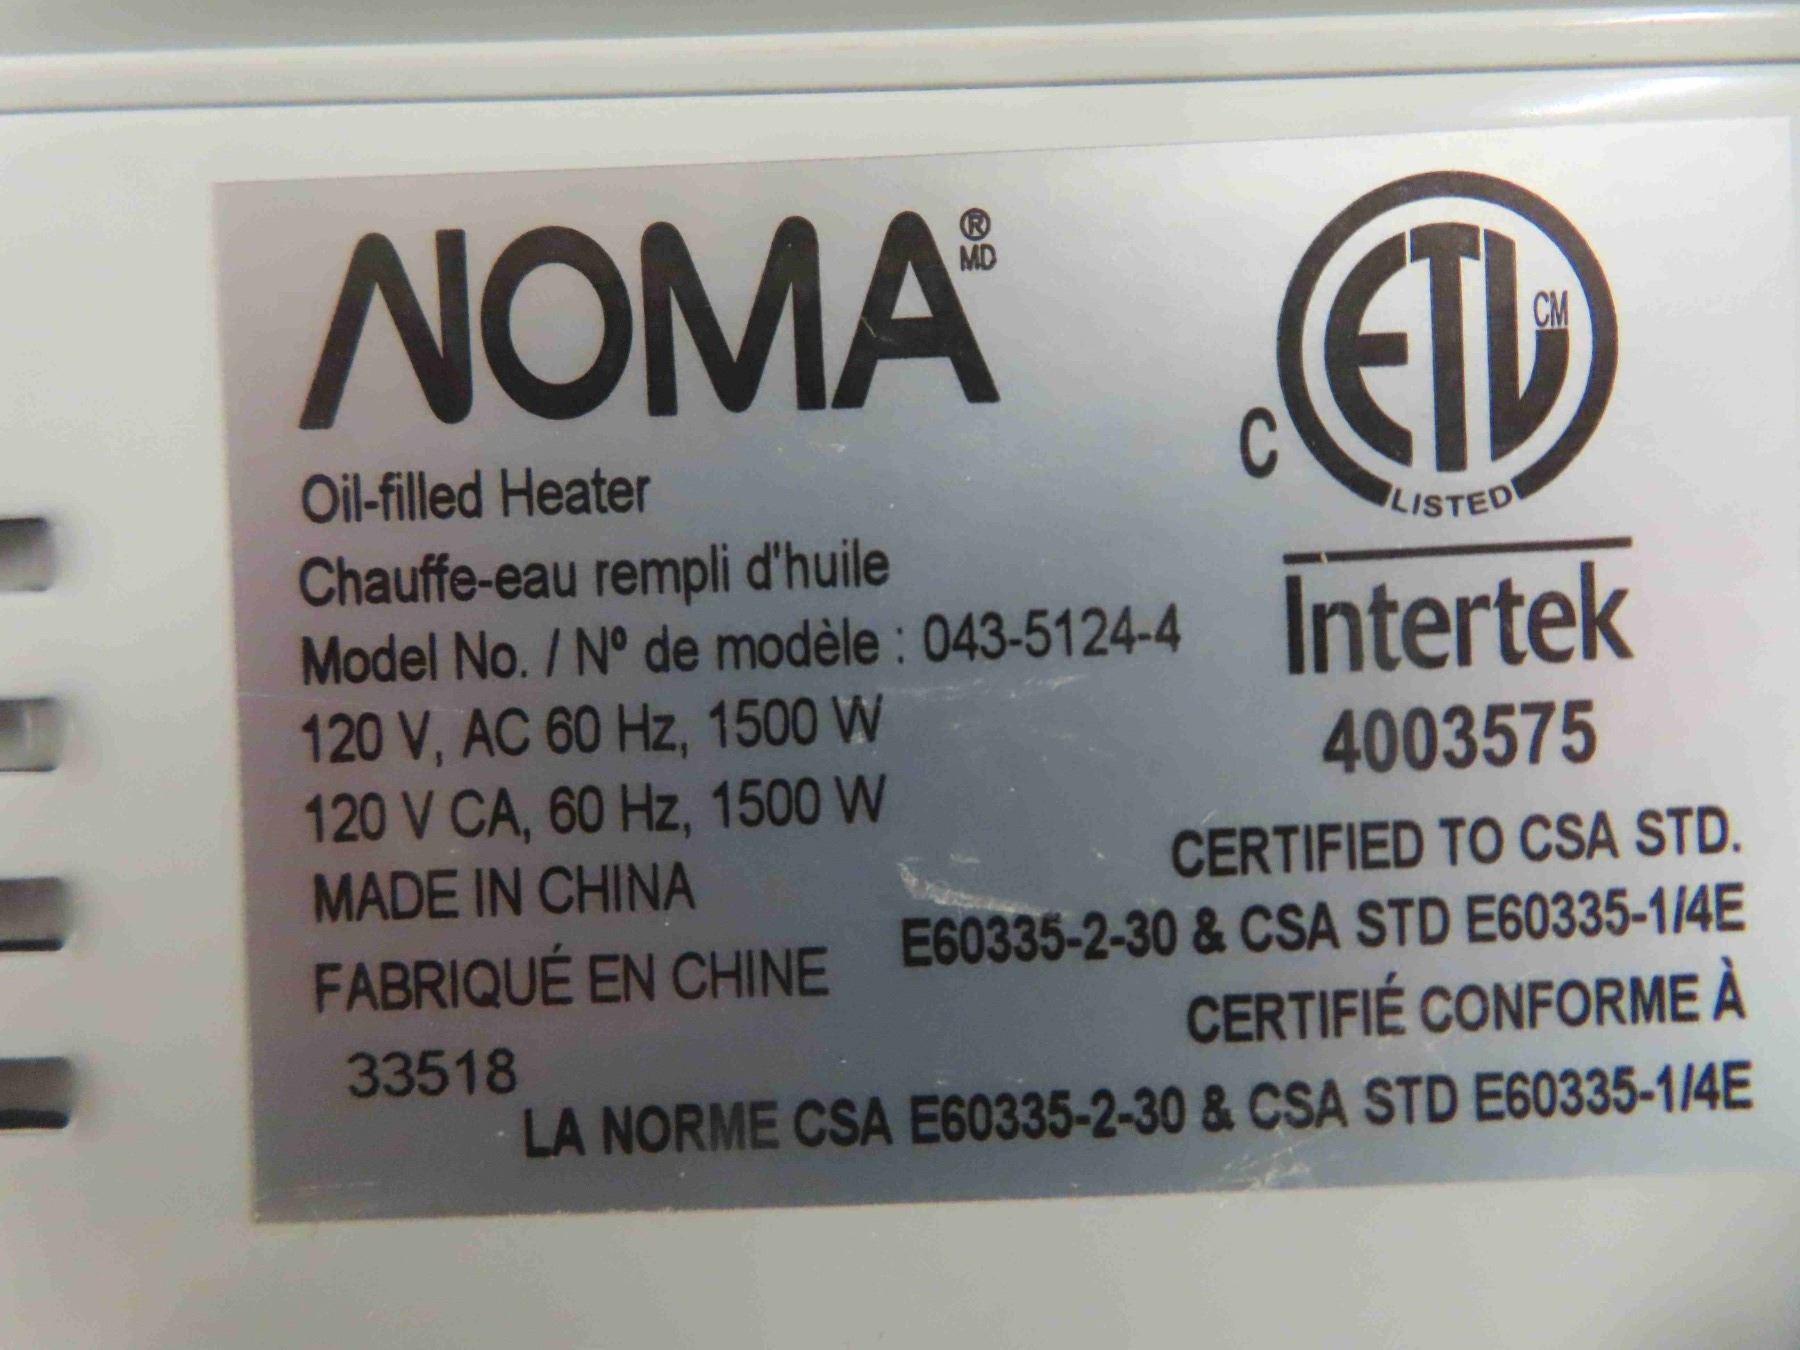 NOMA® MD
Oil-filled Heater
Chauffe-eau rempli d'huile
Model No. / Nº de modèle : 043-5124-4
120 V, AC 60 Hz, 1500 W
120 V CA, 60 Hz, 1500 W
MADE IN CHINA
FABRIQUÉ EN CHINE
33518
C ETL CM
LISTED
Intertek
4003575
CERTIFIED TO CSA STD.
E60335-2-30 & CSA STD E60335-1/4E
CERTIFIÉ CONFORME À
LA NORME CSA E60335-2-30 & CSA STD E60335-1/4E